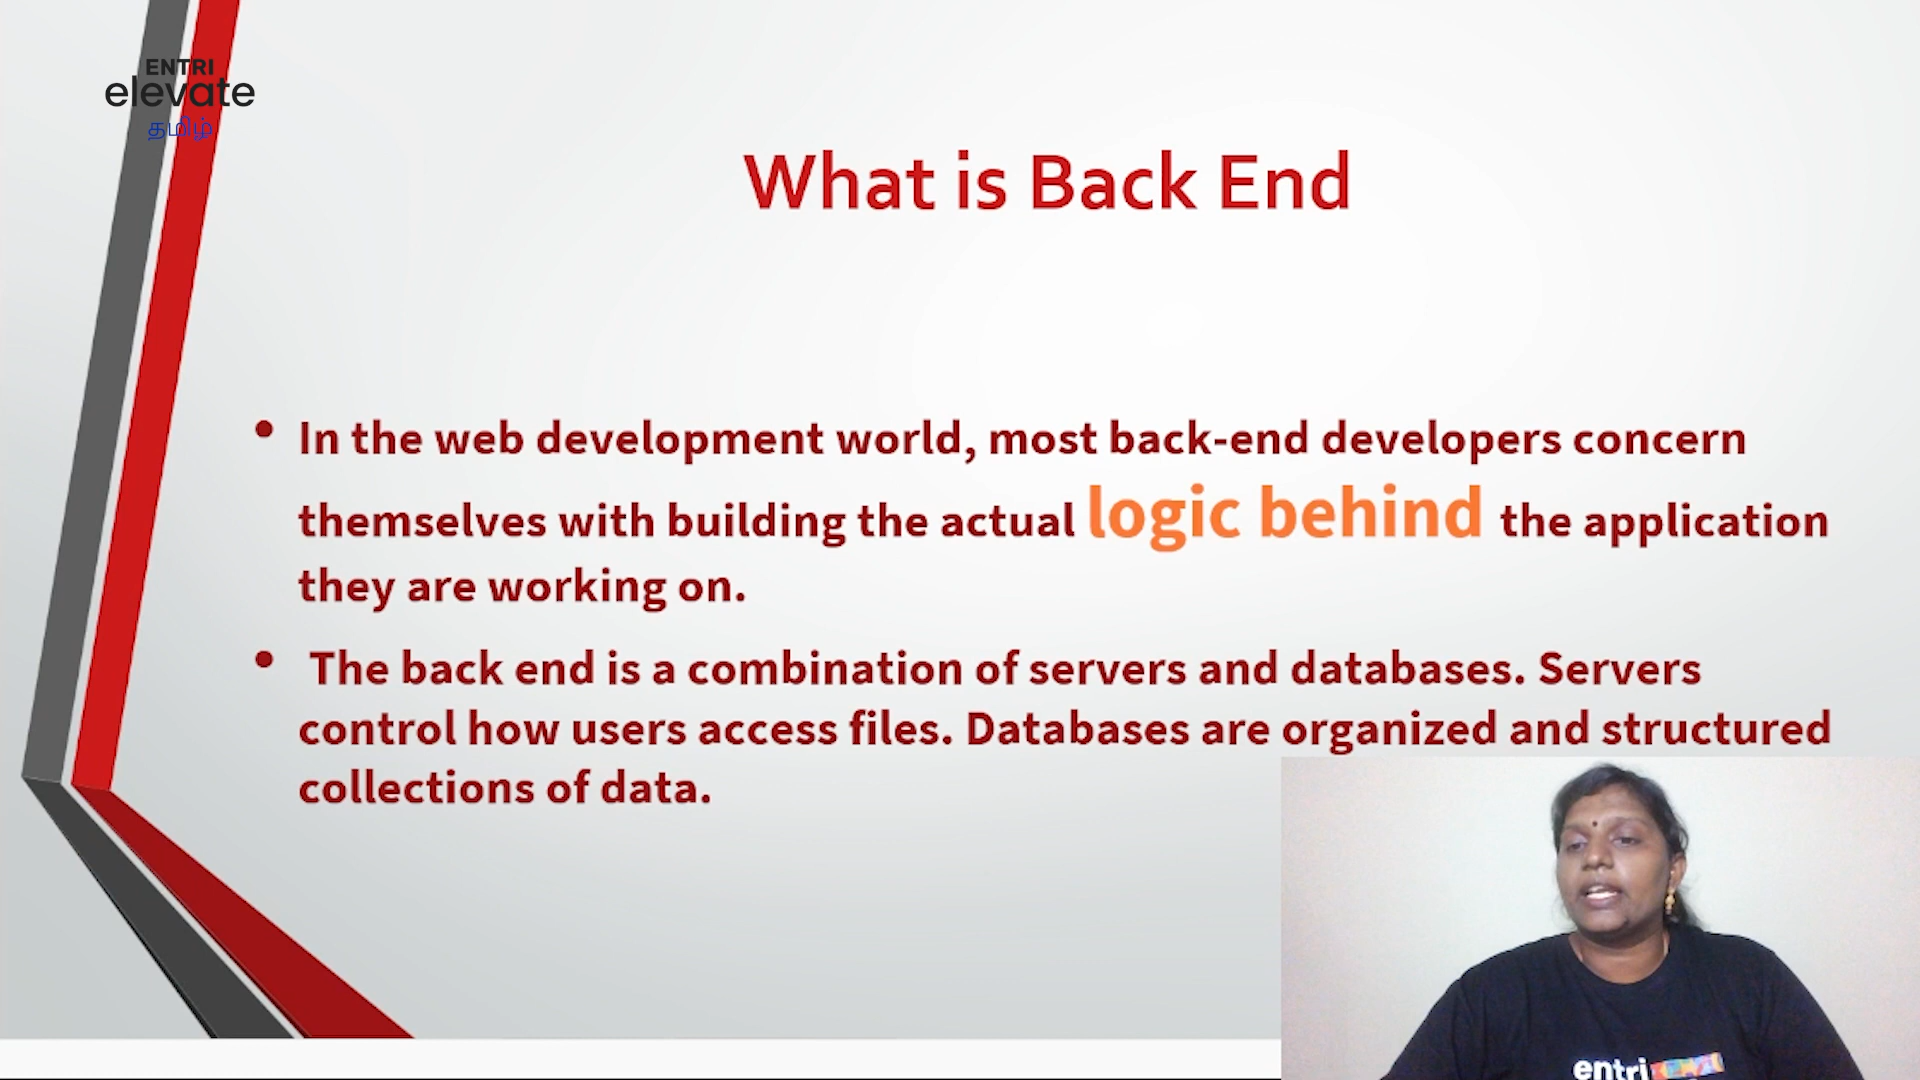 ENTRI
elevate
தமிழ்
What is Back End
• In the web development world, most back-end developers concern
themselves with building the actual logic behind the application
they are working on.
• The back end is a combination of servers and databases. Servers
control how users access files. Databases are organized and structured
collections of data.
entri